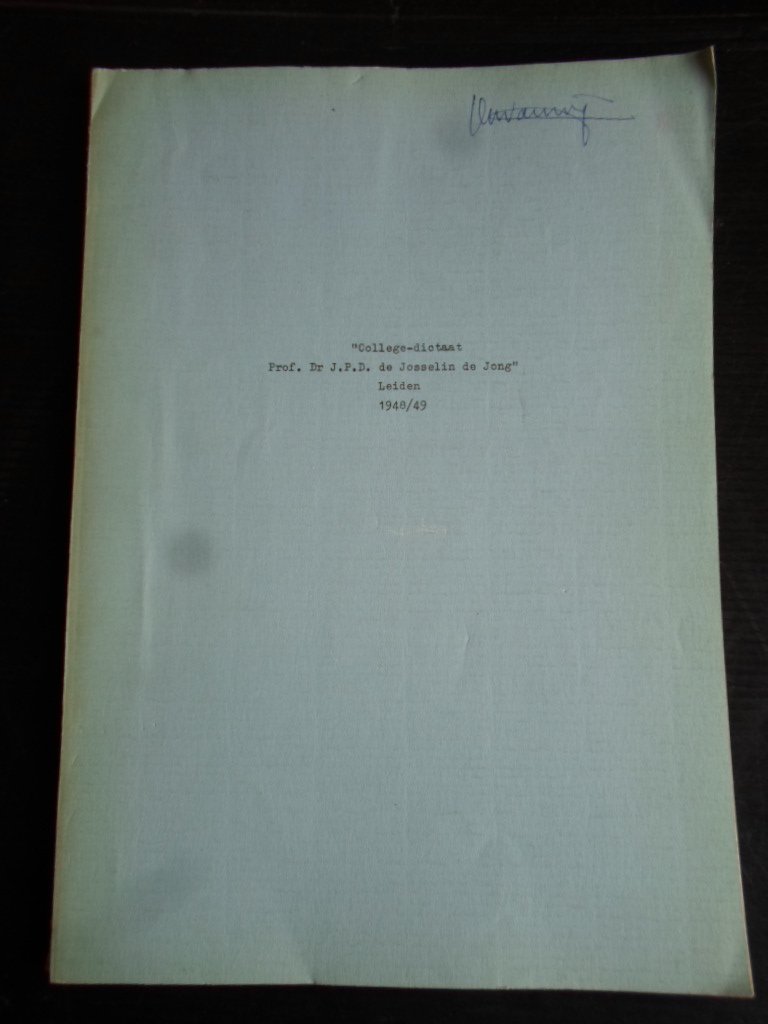 "College-dictaat
Prof. Dr J.P.D. de Josselin de Jong"
Leiden
1948/49